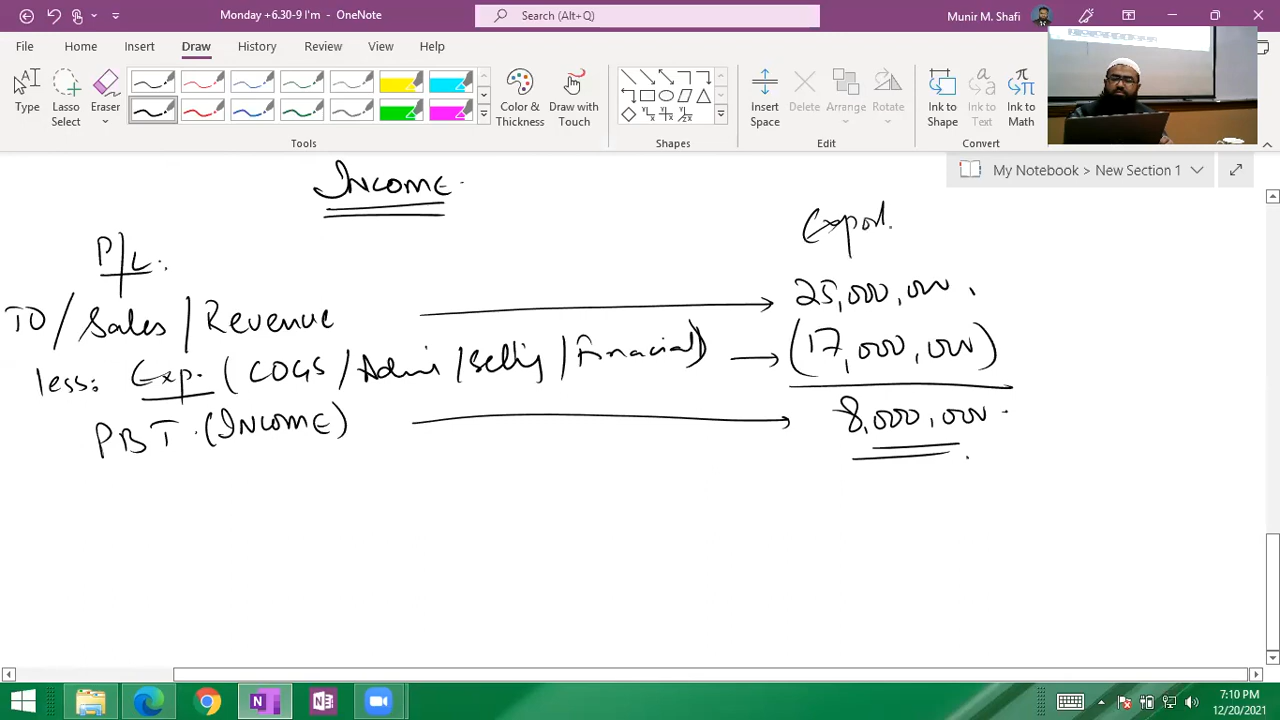 Monday +6.30-9 I'm - OneNote
Search (Alt+Q)
Munir M. Shafi
File Home Insert Draw View History Review View Help
Type Lasso Select Eraser Color & Thickness Draw with Touch Insert Space Delete Arrange Rotate Ink to Shape Ink to Text Ink to Math
Tools Shapes Edit Convert
My Notebook > New Section 1
INCOME
Export.
P/L:
TO/Sales/Revenue 25,000,000
less: Exp. (COGS/Admin/Selling/Financial) (17,000,000)
PBT. (INCOME) 8,000,000
7:10 PM
12/20/2021